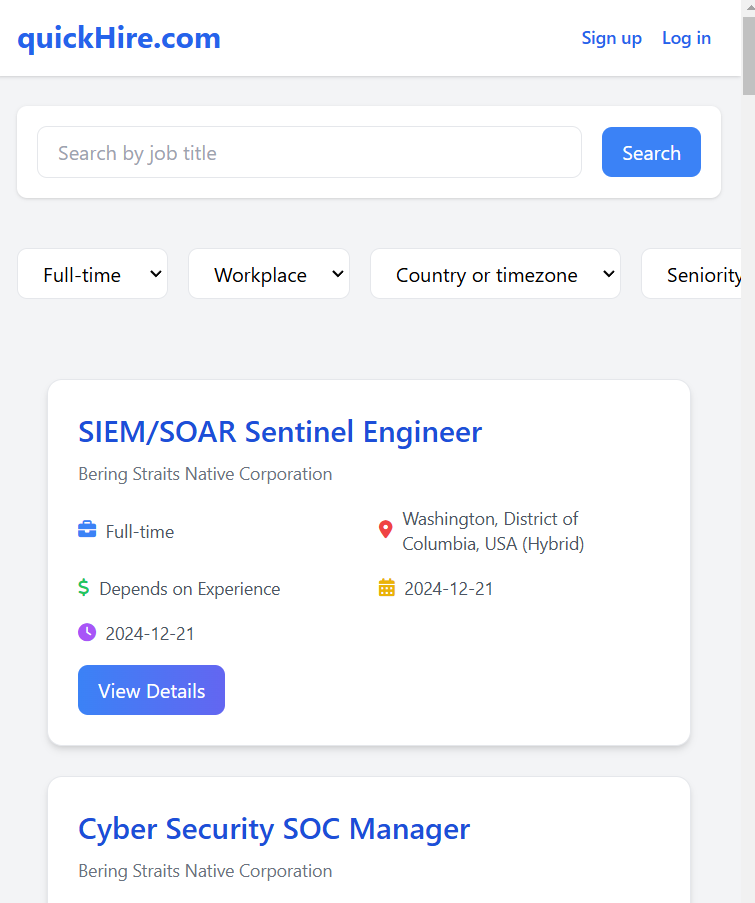 quickHire.com Sign up Log in
Search by job title Search
Full-time Workplace Country or timezone Seniority
SIEM/SOAR Sentinel Engineer
Bering Straits Native Corporation
Full-time
Washington, District of
Columbia, USA (Hybrid)
Depends on Experience 2024-12-21
2024-12-21
View Details
Cyber Security SOC Manager
Bering Straits Native Corporation